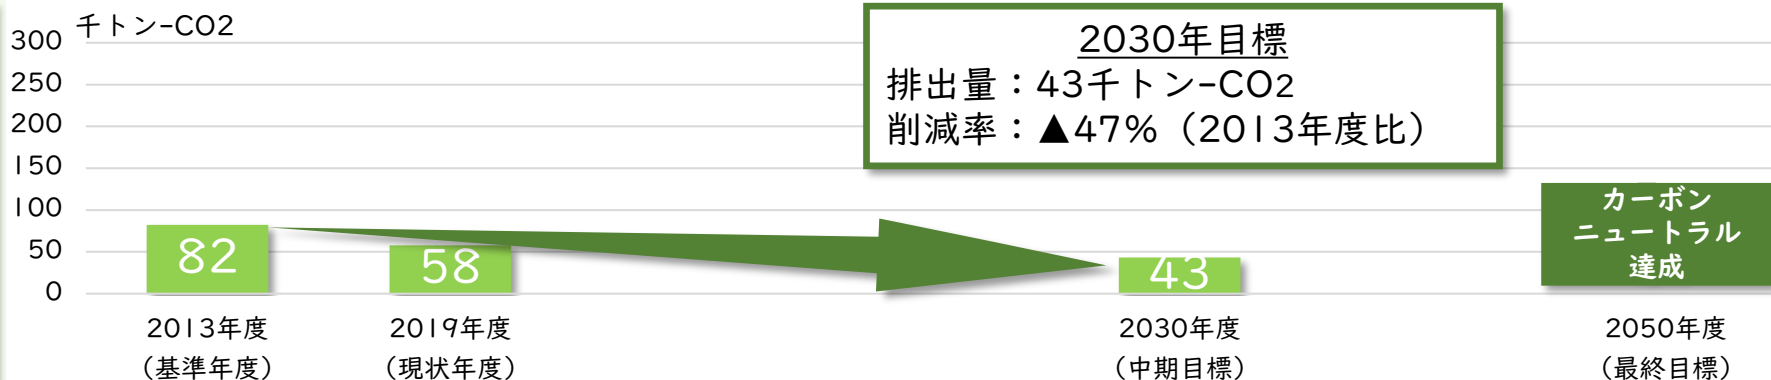 千トン-CO2
300
250
200
150
100
50
0
2030年目標
排出量：43千トン-CO2
削減率：▲47%（2013年度比）
82
58
43
カーボン
ニュートラル
達成
2013年度
（基準年度）
2019年度
（現状年度）
2030年度
（中期目標）
2050年度
（最終目標）